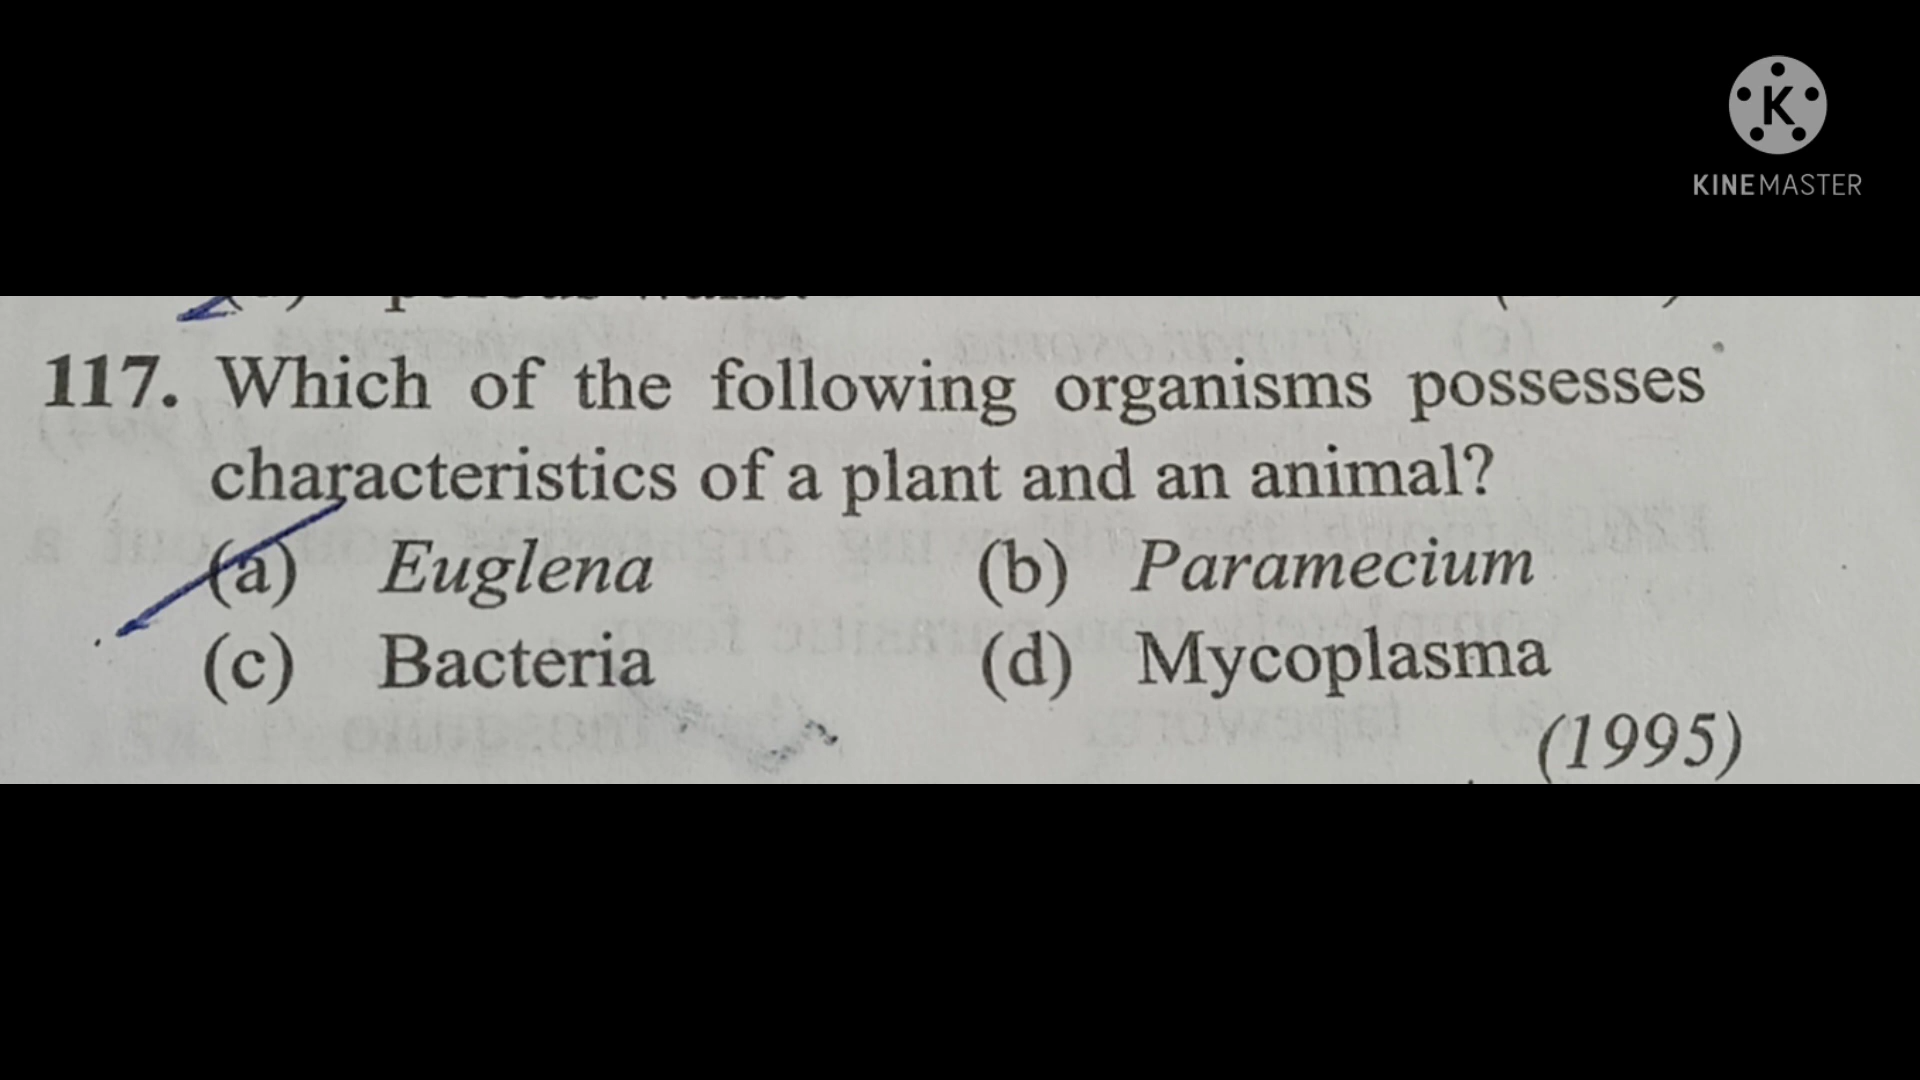 KINEMASTER
117. Which of the following organisms possesses
characteristics of a plant and an animal?
(a) Euglena (b) Paramecium
(c) Bacteria (d) Mycoplasma
(1995)